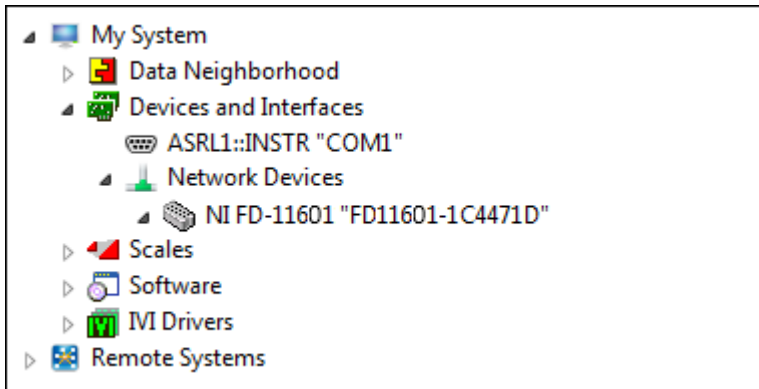 My System
Data Neighborhood
Devices and Interfaces
ASRL1::INSTR "COM1"
Network Devices
NI FD-11601 "FD11601-1C4471D"
Scales
Software
IVI Drivers
Remote Systems